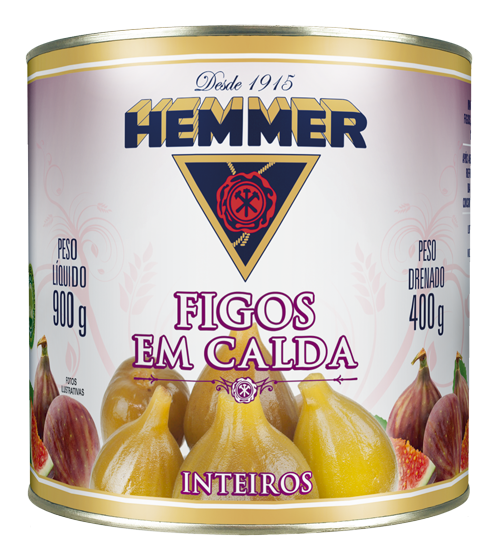 Desde 1915
HEMMER
PESO
LÍQUIDO
900 g
PESO
DRENADO
400 g
FIGOS
EM CALDA
FOTOS
ILUSTRATIVAS
INTEIROS